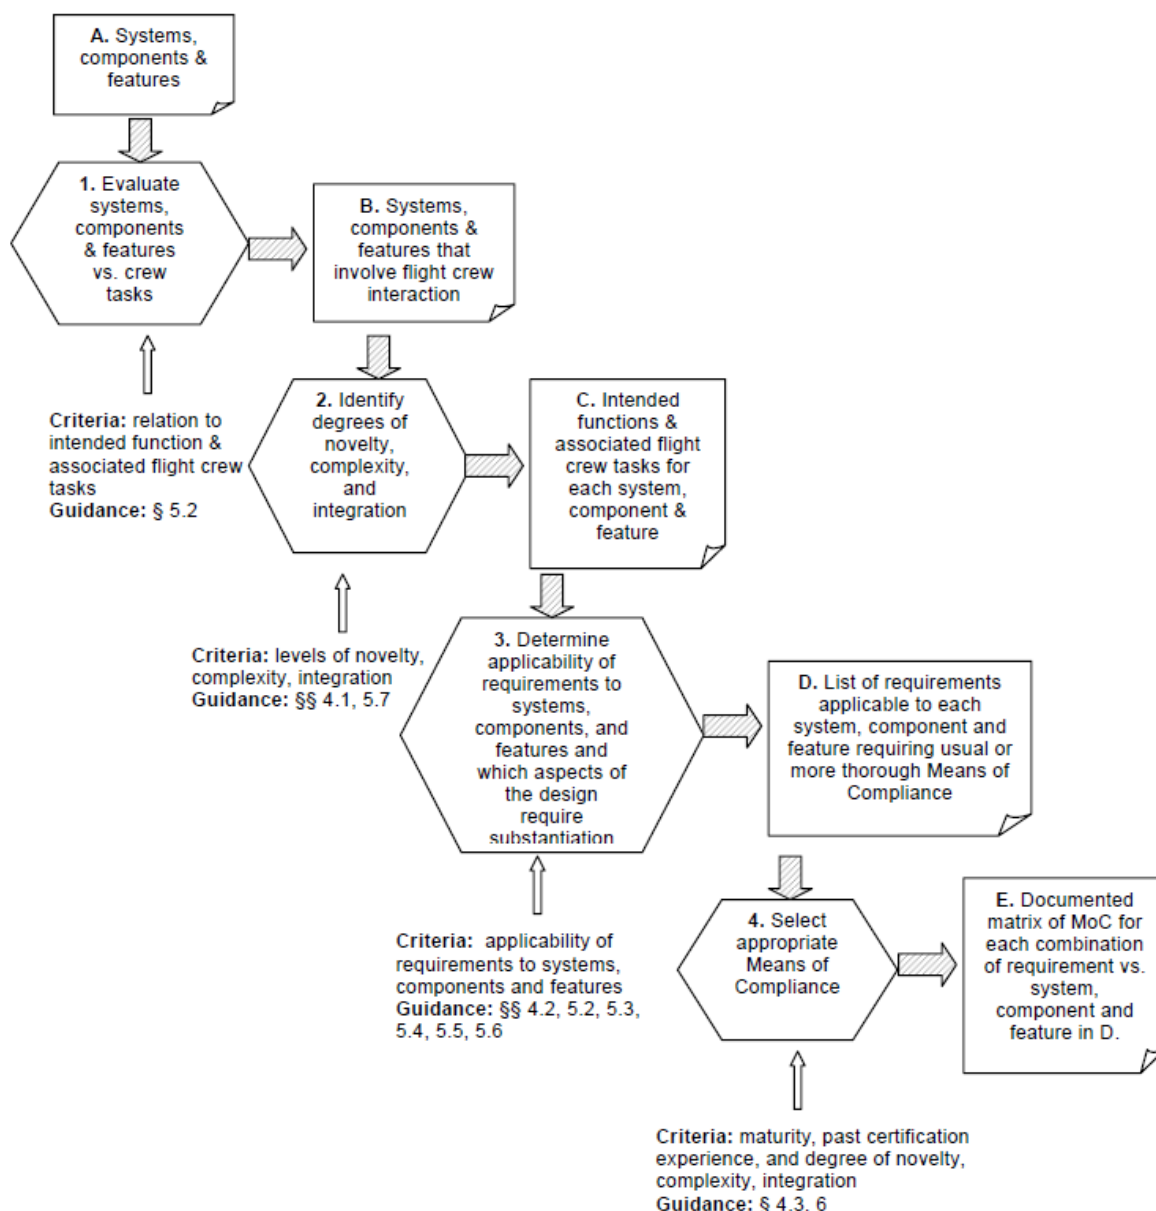 A. Systems,
components &
features
1. Evaluate
systems,
components
& features
vs. crew
tasks
B. Systems,
components &
features that
involve flight crew
interaction
Criteria: relation to
intended function &
associated flight crew
tasks
Guidance: § 5.2
2. Identify
degrees of
novelty,
complexity,
and
integration
C. Intended
functions &
associated flight
crew tasks for
each system,
component &
feature
Criteria: levels of novelty,
complexity, integration
Guidance: §§ 4.1, 5.7
3. Determine
applicability of
requirements to
systems,
components, and
features and
which aspects of
the design
require
substantiation
D. List of requirements
applicable to each
system, component and
feature requiring usual or
more thorough Means of
Compliance
Criteria: applicability of
requirements to systems,
components and features
Guidance: §§ 4.2, 5.2, 5.3,
5.4, 5.5, 5.6
4. Select
appropriate
Means of
Compliance
E. Documented
matrix of MoC for
each combination
of requirement vs.
system,
component and
feature in D.
Criteria: maturity, past certification
experience, and degree of novelty,
complexity, integration
Guidance: § 4.3, 6